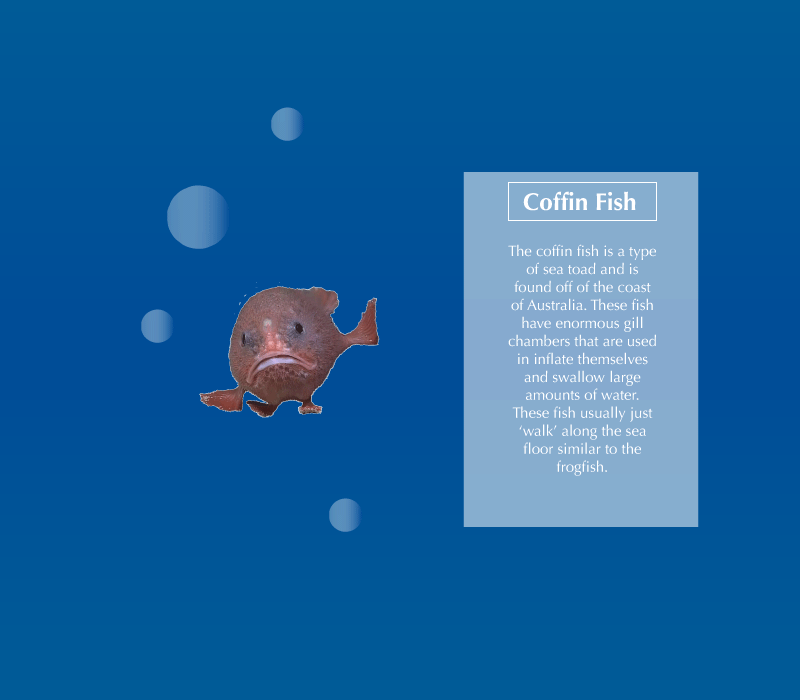 Coffin Fish
The coffin fish is a type
of sea toad and is
found off of the coast
of Australia. These fish
have enormous gill
chambers that are used
in inflate themselves
and swallow large
amounts of water.
These fish usually just
‘walk’ along the sea
floor similar to the
frogfish.